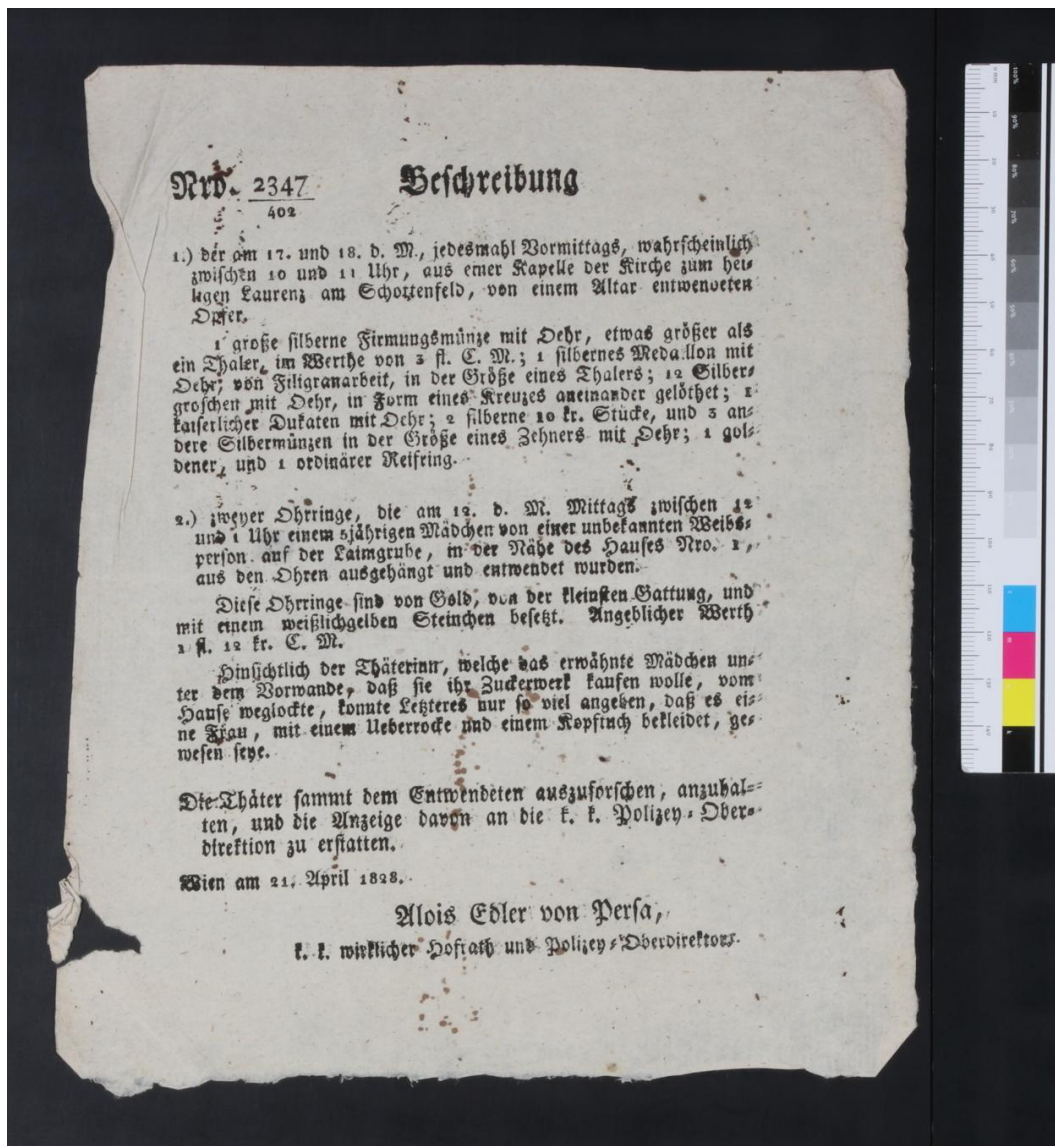 Nro. 2347/402 Beschreibung
1.) der am 17. und 18. d. M., jedesmahl Vormittags, wahrscheinlich
zwischen 10 und 11 Uhr, aus einer Kapelle der Kirche zum hei-
ligen Laurenz am Schottenfeld, von einem Altar entwendeten
Opfer.
1 große silberne Firmungsmünze mit Oehr, etwas größer als
ein Thaler, im Werthe von 3 fl. C. M.; 1 silbernes Medaillon mit
Oehr, von Filigranarbeit, in der Größe eines Thalers; 12 Silber-
groschen mit Oehr, in Form eines Kreuzes aneinander gelöthet; 1
kaiserlicher Dukaten mit Oehr; 2 silberne 10 kr. Stücke, und 3 an-
dere Silbermünzen in der Größe eines Zehners mit Oehr; 1 gol-
dener, und 1 ordinärer Reifring.
2.) zweyer Ohrringe, die am 12. d. M. Mittags zwischen 12
und 1 Uhr einem 5jährigen Mädchen von einer unbekannten Weibs-
person auf der Laimgrube, in der Nähe des Hauses Nro. 1,
aus den Ohren ausgehängt und entwendet wurden.
Diese Ohrringe sind von Gold, von der kleinsten Gattung, und
mit einem weißlichgelben Steinchen besetzt. Angeblicher Werth
1 fl. 12 kr. C. M.
Hinsichtlich der Thäterinn, welche das erwähnte Mädchen un-
ter dem Vorwande, daß sie ihr Zuckerwerk kaufen wolle, vom
Hause weglockte, konnte Letzteres nur so viel angeben, daß es ei-
ne Frau, mit einem Ueberrocke und einem Kopftuch bekleidet, ge-
wesen seye.
Die Thäter sammt dem Entwendeten auszuforschen, anzuhal-
ten, und die Anzeige davon an die k. k. Polizey-Ober-
direktion zu erstatten.
Wien am 21. April 1828.
Alois Edler von Persa,
k. k. wirklicher Hofrath und Polizey-Oberdirektor.